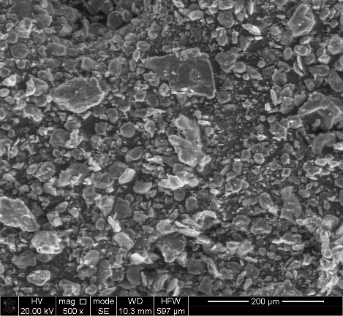 HV mag □ mode WD HFW
20.00 kV 500 x SE 10.3 mm 597 µm 200 µm